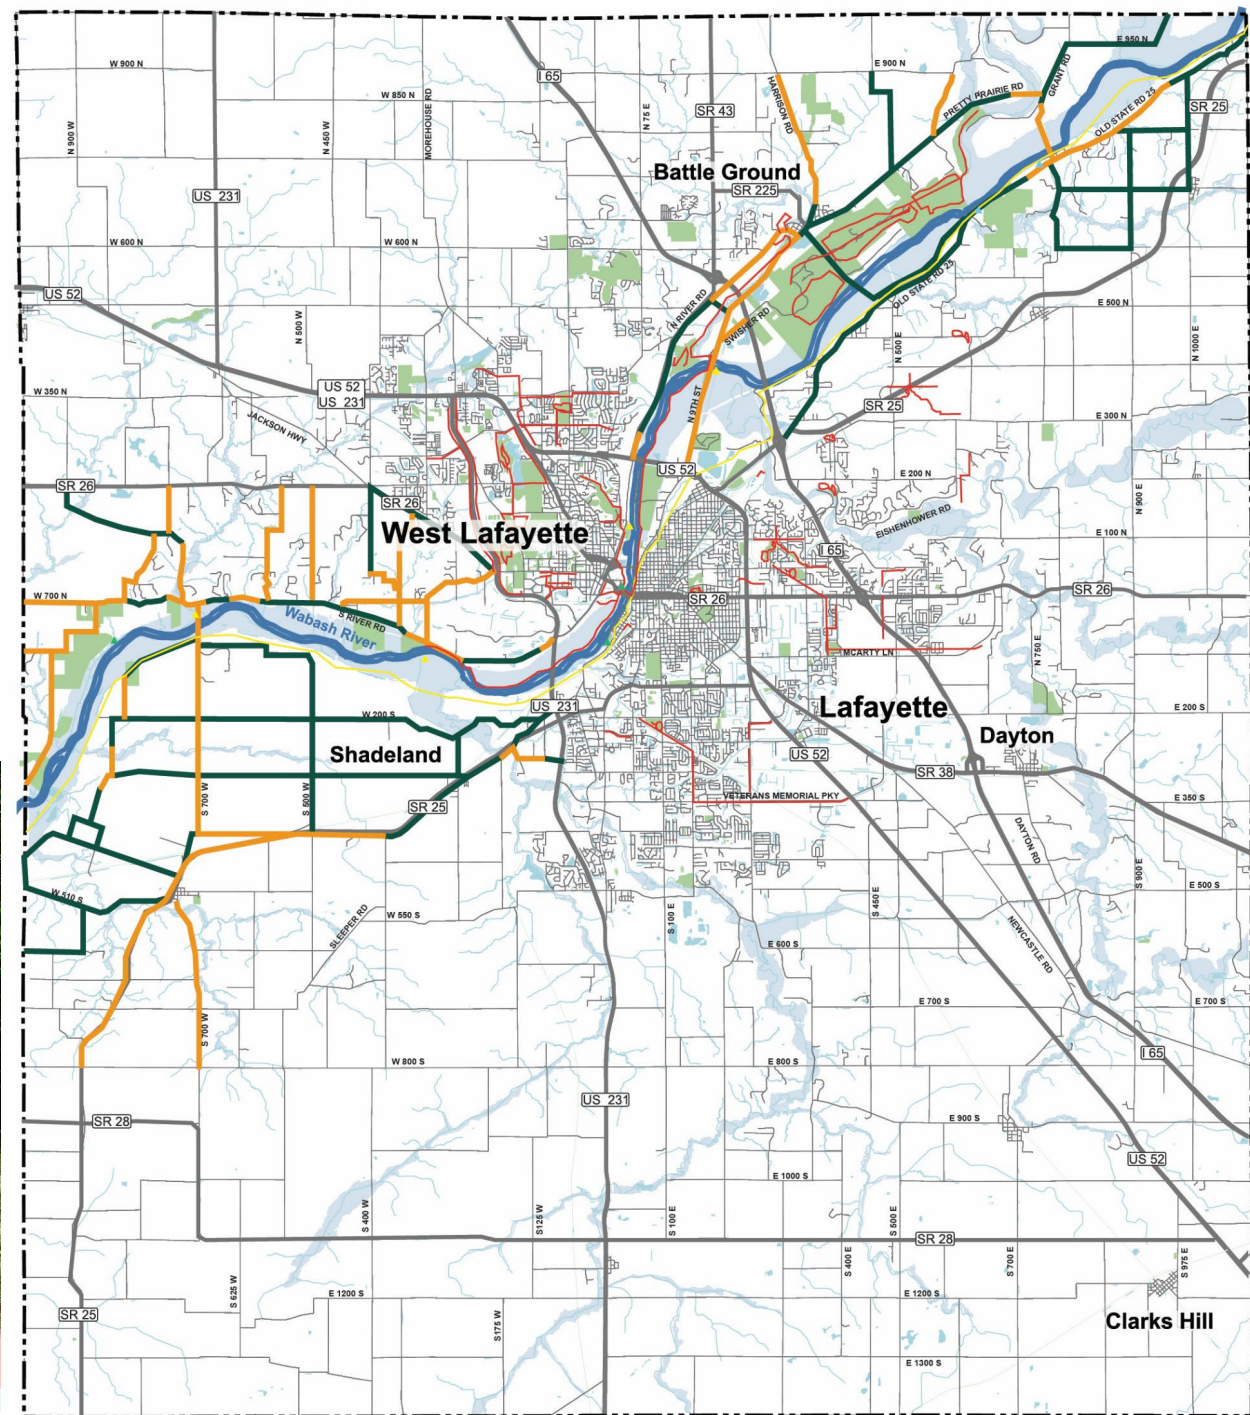 E 950 N
W 900 N
I 65
E 900 N
GRANT RD
HARRISON RD
PRETTY PRAIRIE RD
W 850 N
MOREHOUSE RD
SR 43
SR 25
N 75 E
OLD STATE RD 25
N 900 W
N 450 W
Battle Ground
SR 225
US 231
W 600 N
OLD STATE RD 25
US 52
N RIVER RD
E 500 N
SWISHER RD
N 500 W
N 500 E
N 1000 E
US 52
US 231
W 350 N
N 9TH ST
SR 25
JACKSON HWY
E 300 N
US 52
E 200 N
SR 26
SR 26
N 900 E
EISHENHOWER RD
West Lafayette
E 100 N
I 65
SR 26
W 700 N
SR 26
Wabash River
S RIVER RD
MCARTY LN
N 750 E
US 231
Lafayette
W 200 S
E 200 S
Shadeland
Dayton
US 52
SR 38
S 700 W
S 500 W
SR 25
VETERANS MEMORIAL PKY
E 350 S
DAYTON RD
S 900 E
W 510 S
E 500 S
S 450 E
W 550 S
SLEEPER RD
S 100 E
NEWCASTLE RD
E 600 S
E 700 S
E 700 S
S 700 W
I 65
W 800 S
E 800 S
US 231
SR 28
E 900 S
US 52
E 1000 S
S 400 W
S125 W
S 100 E
S 500 E
SR 28
S 400 E
S 700 E
S 975 E
S 625 W
E 1200 S
E 1200 S
SR 25
S175 W
Clarks Hill
E 1300 S